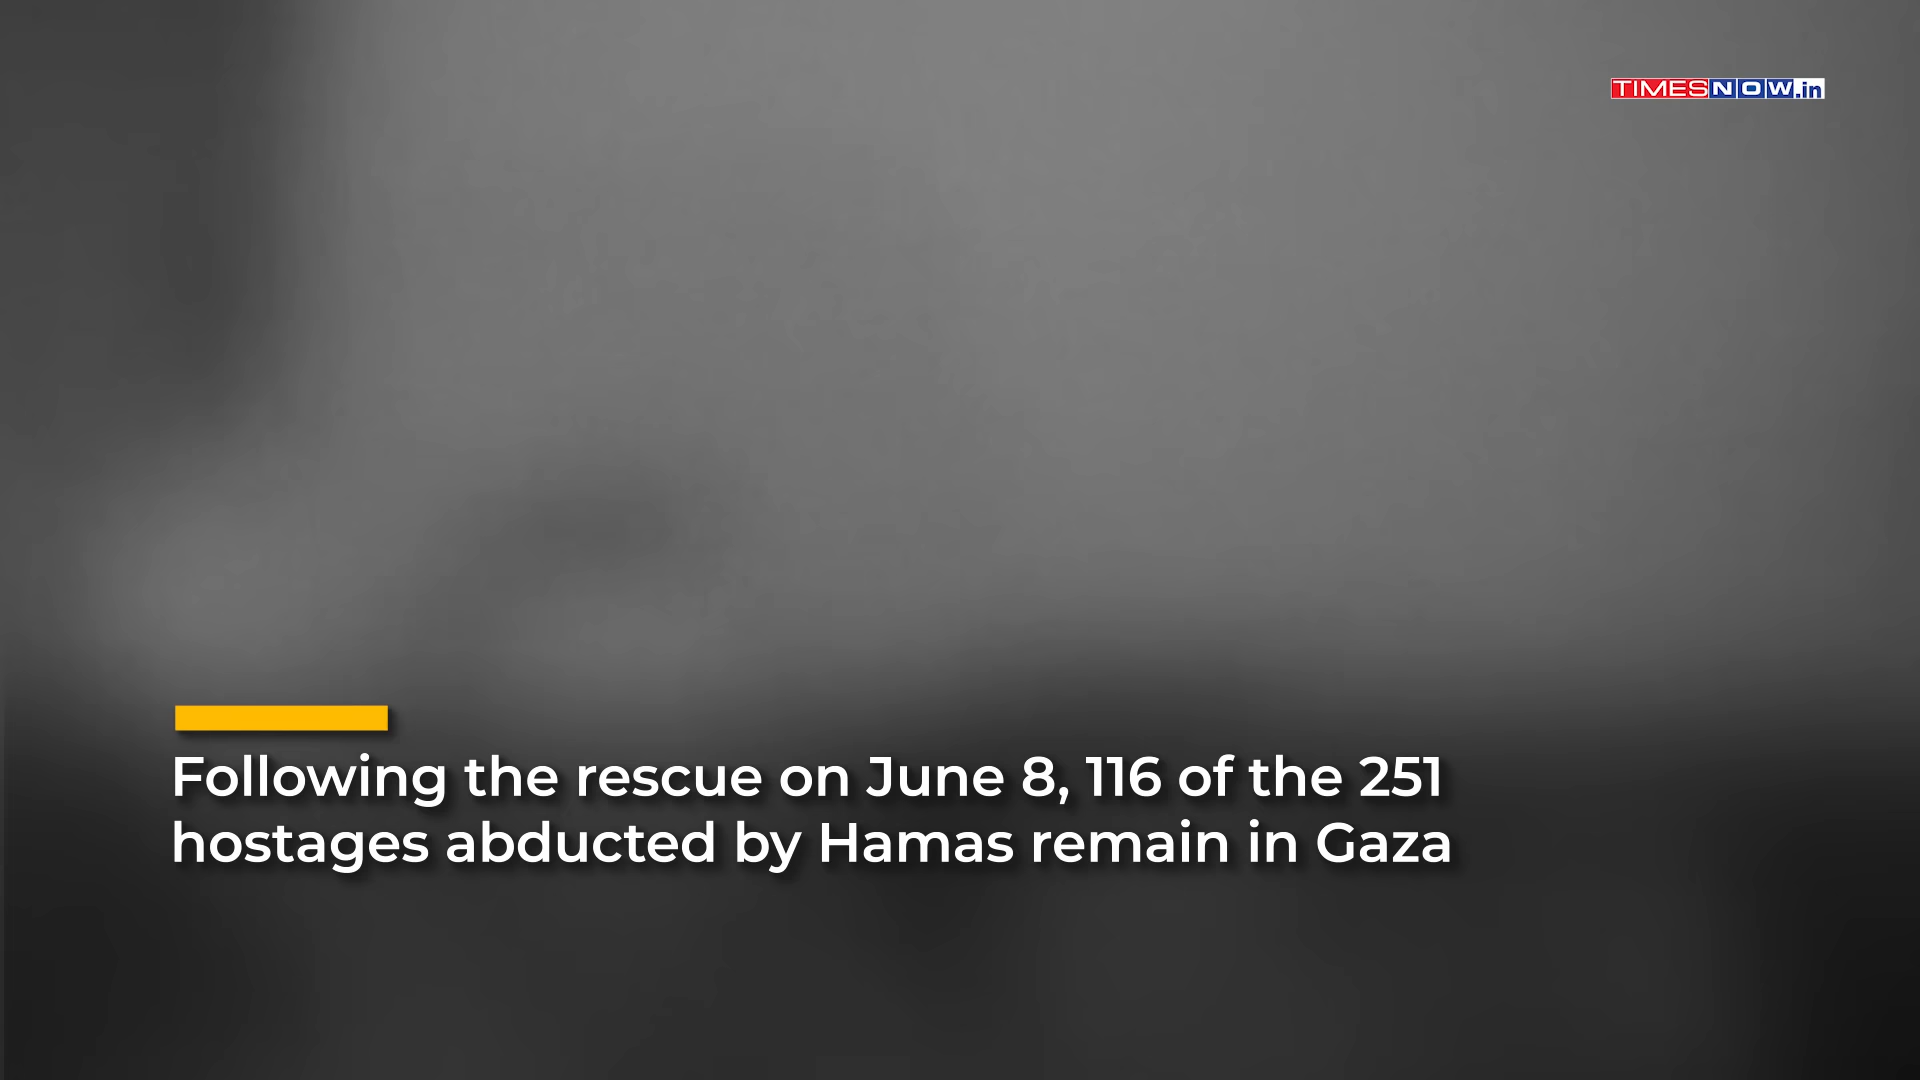 TIMESNOW.in
Following the rescue on June 8, 116 of the 251
hostages abducted by Hamas remain in Gaza